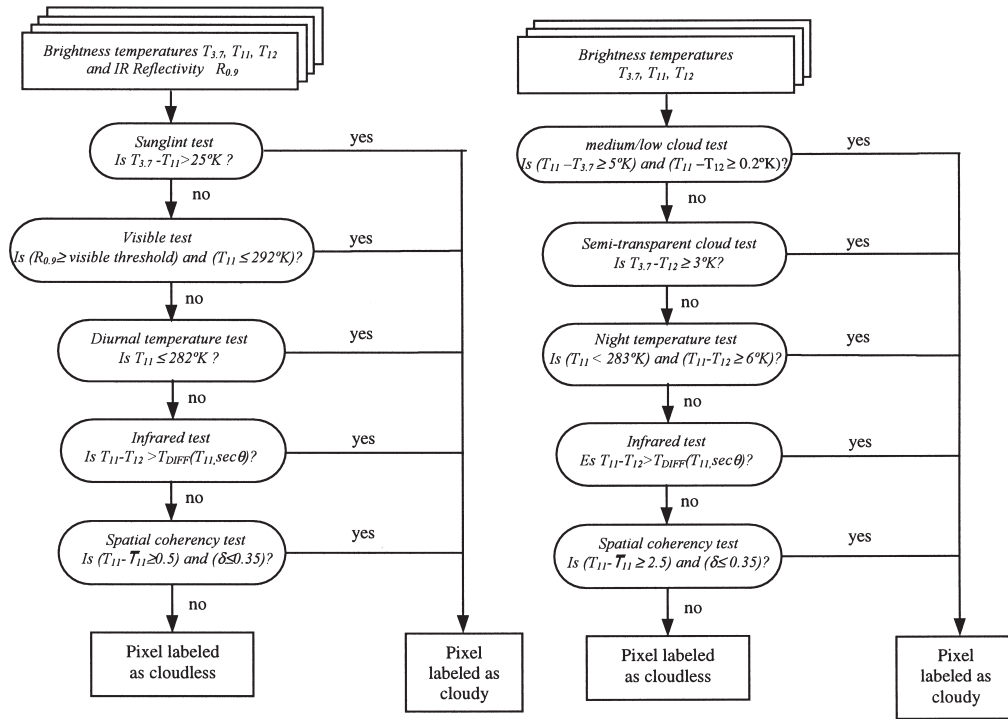 Brightness temperatures T3.7, T11, T12
and IR Reflectivity R0.9
Sunglint test
Is T3.7 -T11>25ºK ?
yes
no
Visible test
Is (R0.9≥ visible threshold) and (T11 ≤292ºK)?
yes
no
Diurnal temperature test
Is T11 ≤282ºK ?
yes
no
Infrared test
Is T11-T12 >TDIFF(T11,secθ)?
yes
no
Spatial coherency test
Is (T11-T̅11≥0.5) and (δ≤0.35)?
yes
no
Pixel labeled
as cloudless
Pixel
labeled as
cloudy
Brightness temperatures
T3.7, T11, T12
medium/low cloud test
Is (T11 –T3.7 ≥ 5ºK) and (T11 –T12 ≥ 0.2ºK)?
yes
no
Semi-transparent cloud test
Is T3.7-T12 ≥ 3ºK?
yes
no
Night temperature test
Is (T11 < 283ºK) and (T11-T12 ≥ 6ºK)?
yes
no
Infrared test
Es T11-T12>TDIFF(T11,secθ)?
yes
no
Spatial coherency test
Is (T11-T̅11 ≥ 2.5) and (δ≤ 0.35)?
yes
no
Pixel labeled
as cloudless
Pixel
labeled as
cloudy